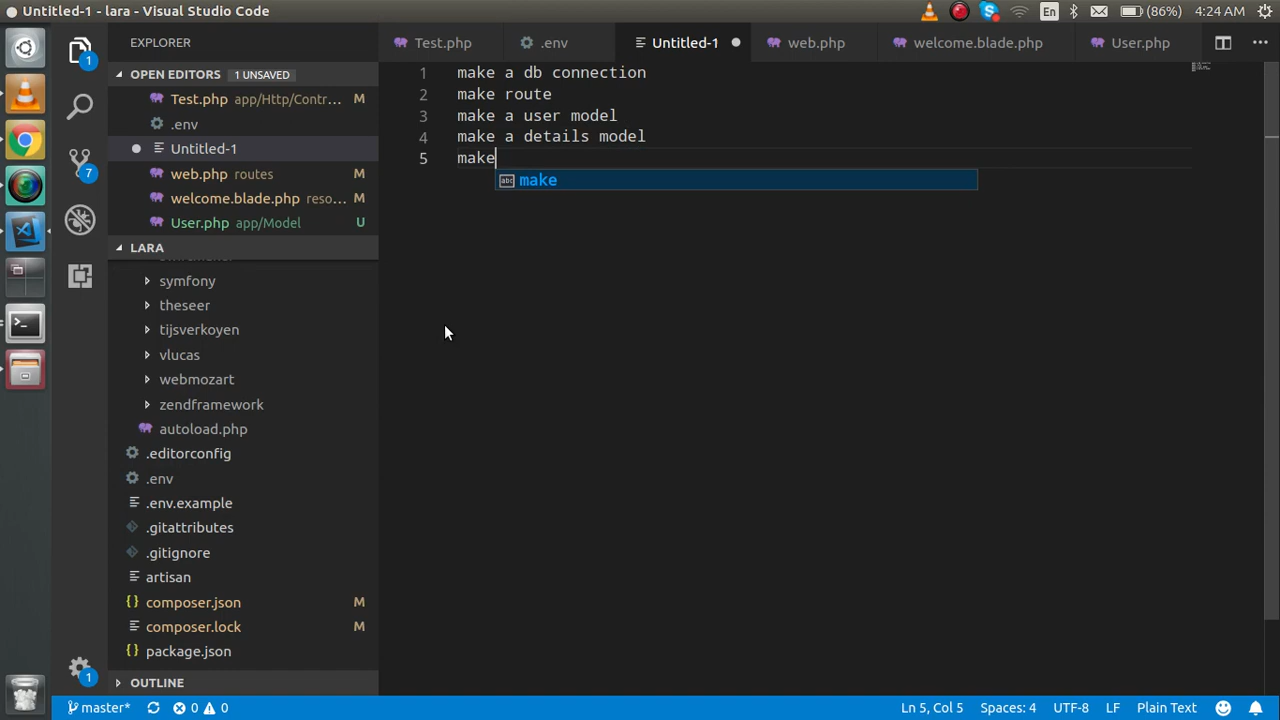 Untitled-1 - lara - Visual Studio Code
En (86%) 4:24 AM
EXPLORER
Test.php .env Untitled-1 web.php welcome.blade.php User.php
OPEN EDITORS 1 UNSAVED
Test.php app/Http/Contr... M
.env
Untitled-1
web.php routes M
welcome.blade.php reso... M
User.php app/Model U
LARA
symfony
theseer
tijsverkoyen
vlucas
webmozart
zendframework
autoload.php
.editorconfig
.env
.env.example
.gitattributes
.gitignore
artisan
composer.json M
composer.lock M
package.json
OUTLINE
1
7
1
1 make a db connection
2 make route
3 make a user model
4 make a details model
5 make
abc make
master* 0 0 Ln 5, Col 5 Spaces: 4 UTF-8 LF Plain Text